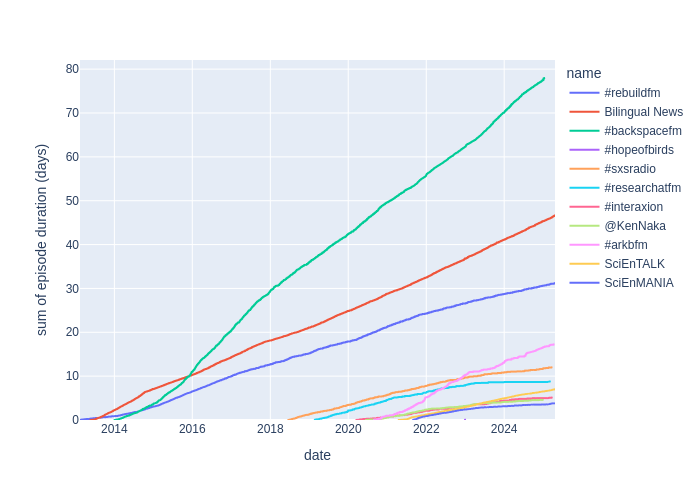 name
#rebuildfm
Bilingual News
#backspacefm
#hopeofbirds
#sxsradio
#researchatfm
#interaxion
@KenNaka
#arkbfm
SciEnTALK
SciEnMANIA
sum of episode duration (days)
80
70
60
50
40
30
20
10
0
2014 2016 2018 2020 2022 2024
date